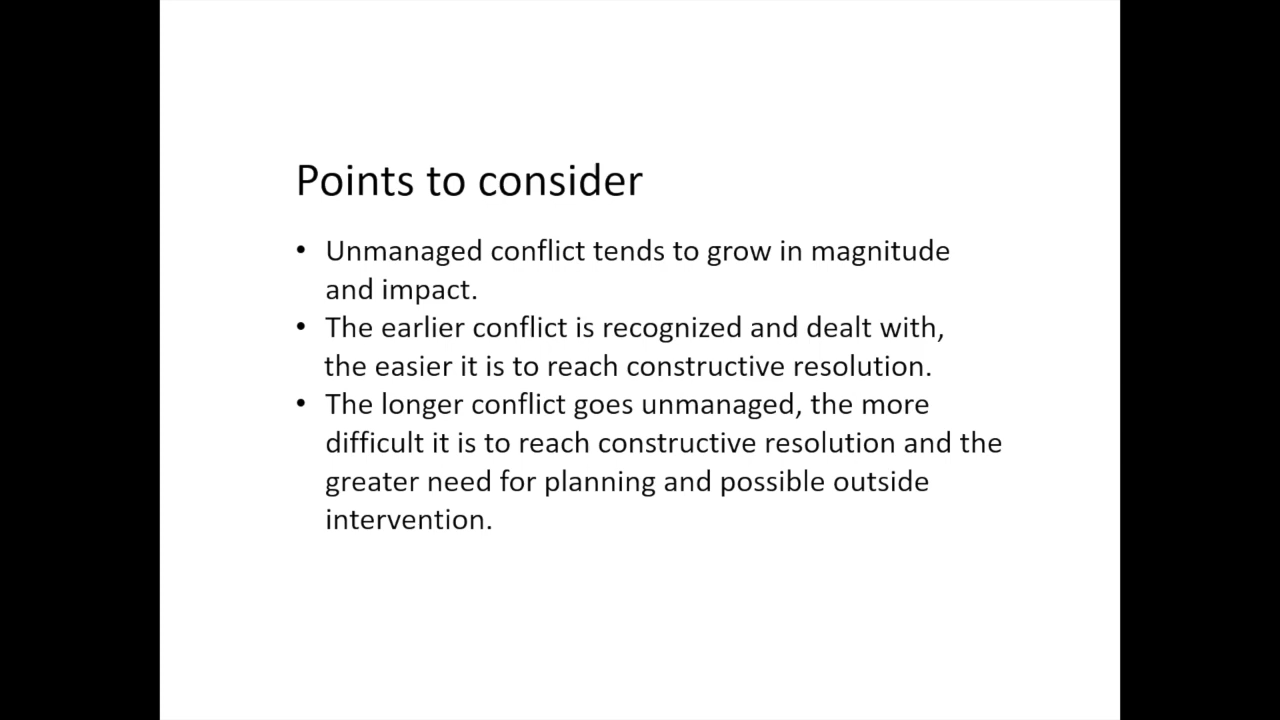 Points to consider
• Unmanaged conflict tends to grow in magnitude
and impact.
• The earlier conflict is recognized and dealt with,
the easier it is to reach constructive resolution.
• The longer conflict goes unmanaged, the more
difficult it is to reach constructive resolution and the
greater need for planning and possible outside
intervention.